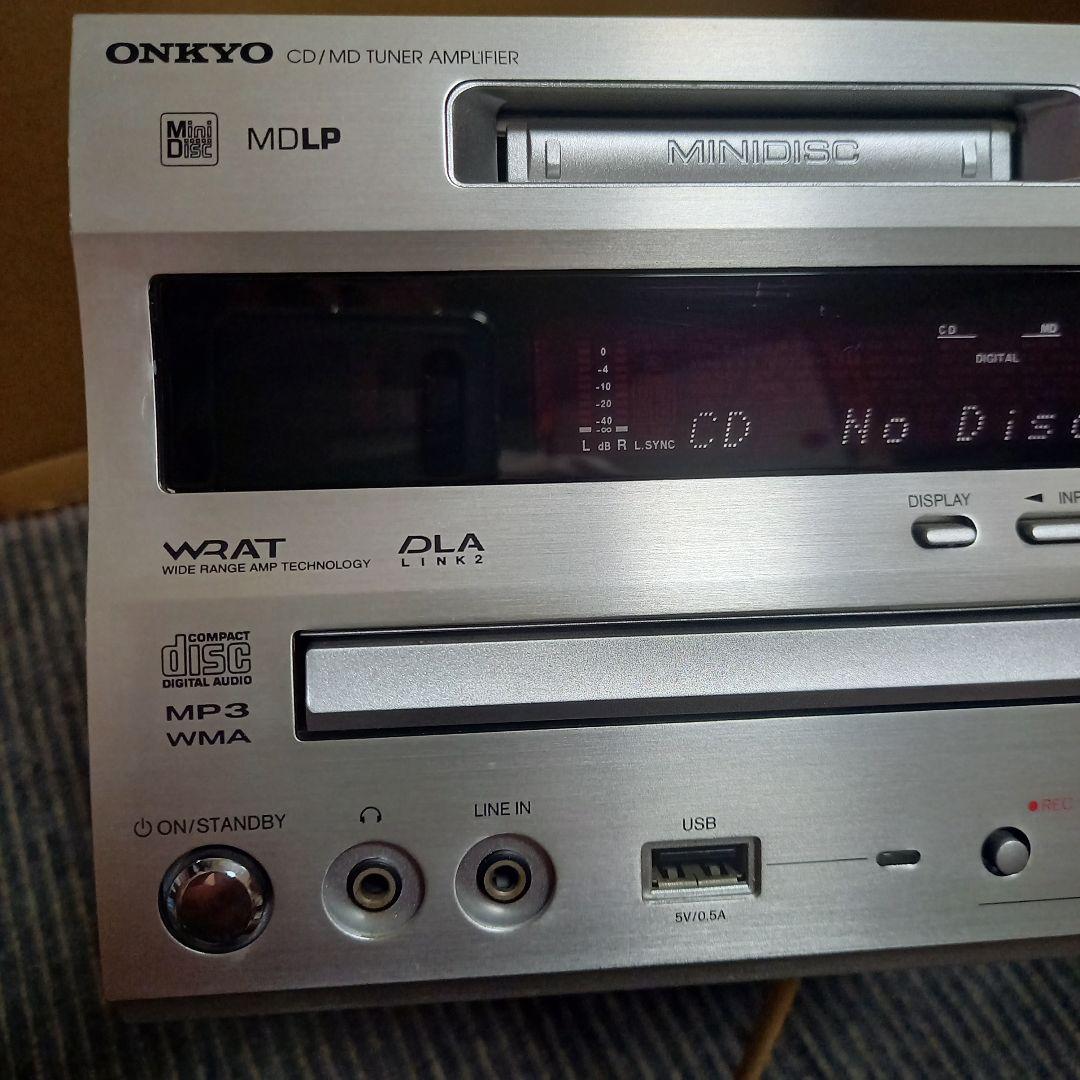 ONKYO CD/MD TUNER AMPLIFIER
Mini Disc
MDLP
MINIDISC
CD MD
DIGITAL
0
-4
-10
-20
-40
-∞
L dB R L.SYNC
CD No Disc
DISPLAY
WRAT
WIDE RANGE AMP TECHNOLOGY
DLA
LINK2
COMPACT
disc
DIGITAL AUDIO
MP3
WMA
ON/STANDBY
LINE IN
USB
5V/0.5A
REC